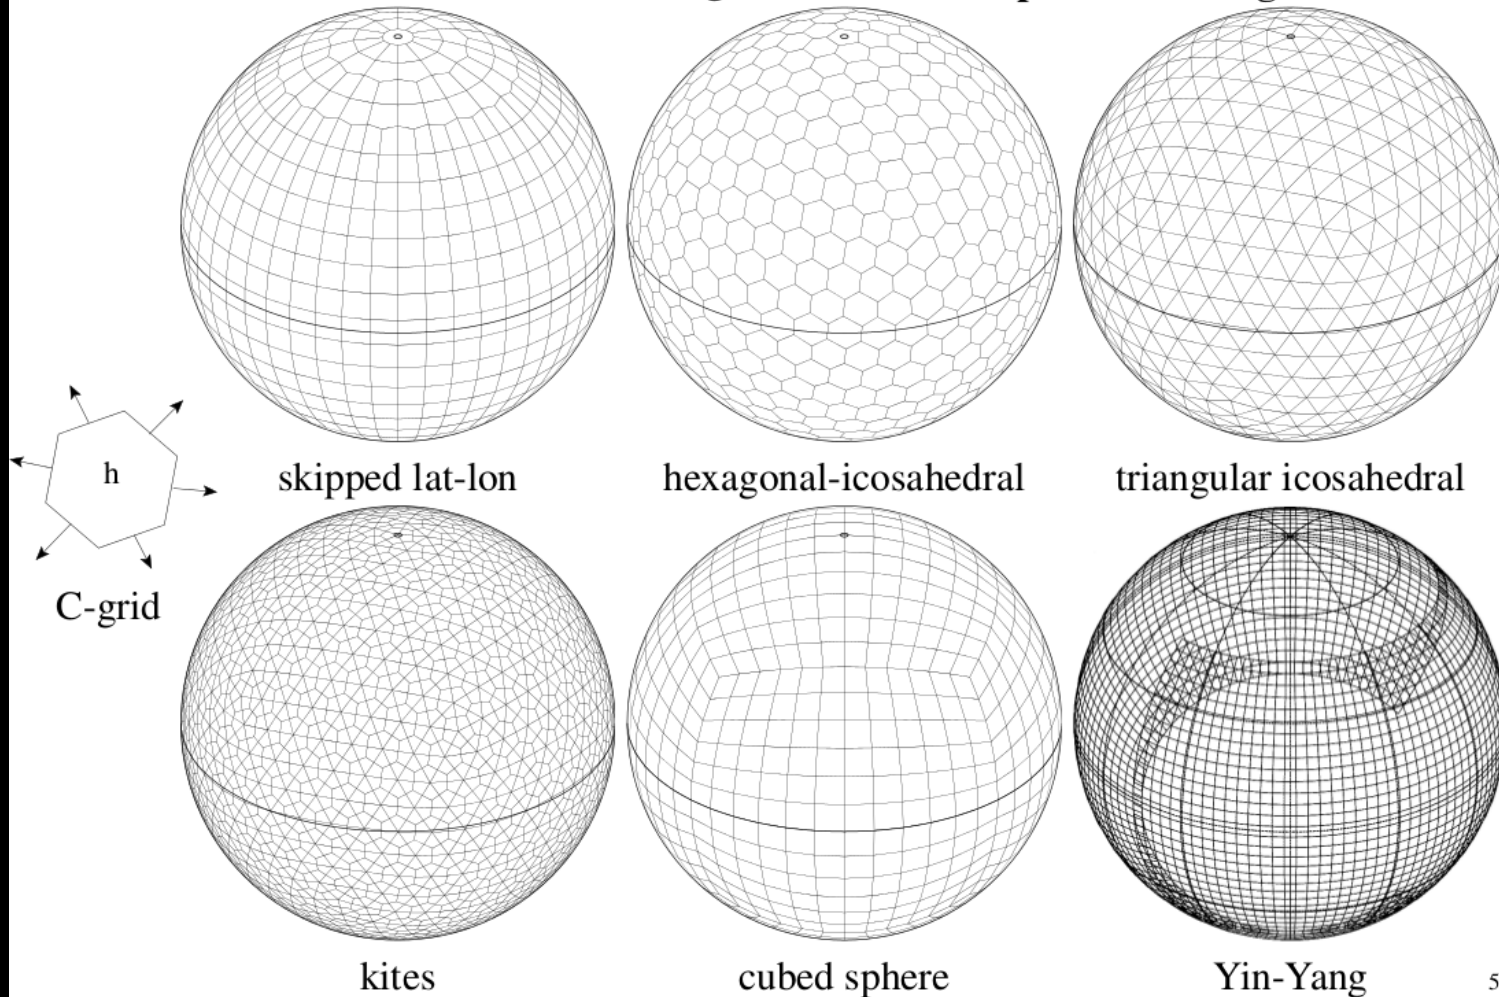 skipped lat-lon
hexagonal-icosahedral
triangular icosahedral
h
C-grid
kites
cubed sphere
Yin-Yang
5